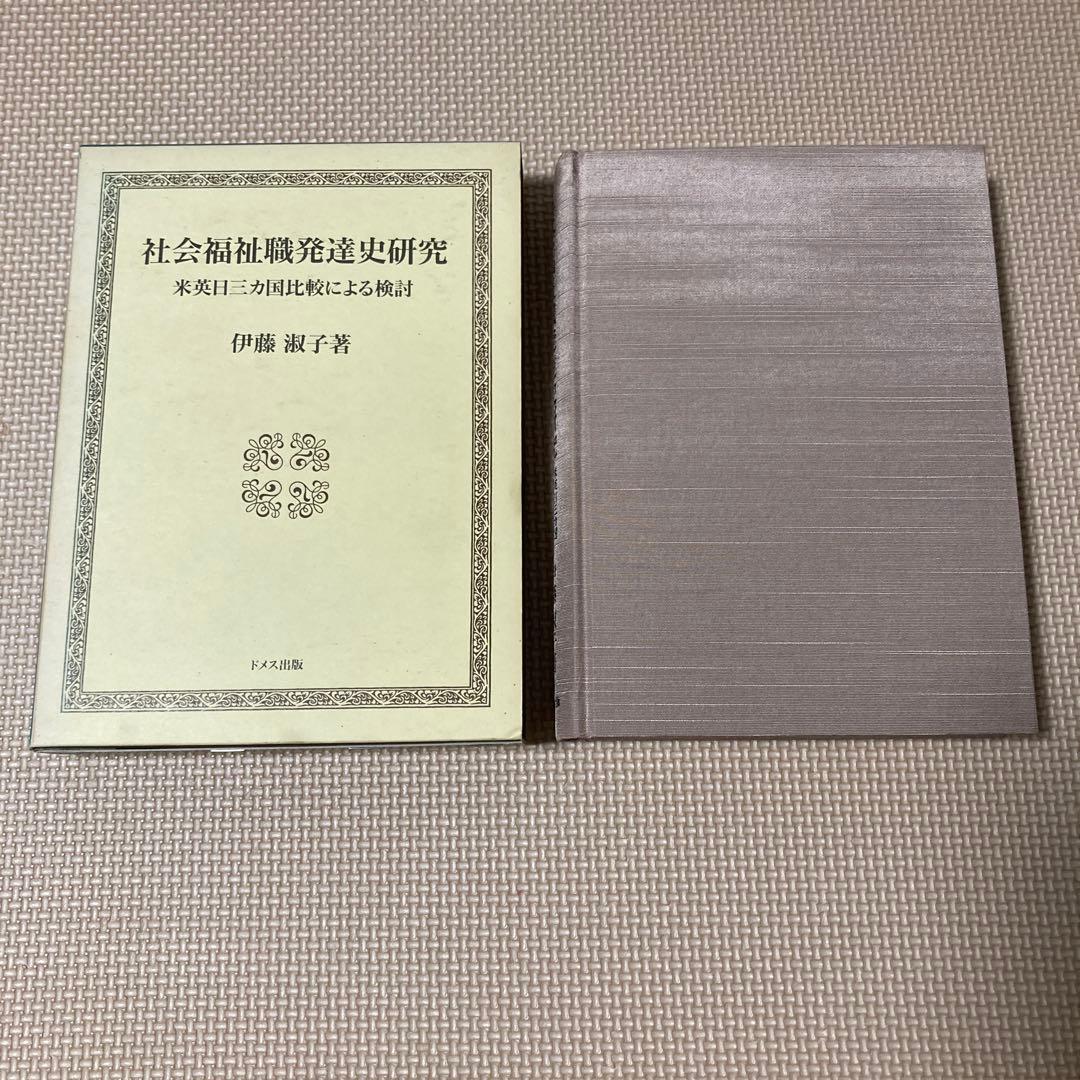 社会福祉職発達史研究
米英日三カ国比較による検討
伊藤 淑子著
ドメス出版